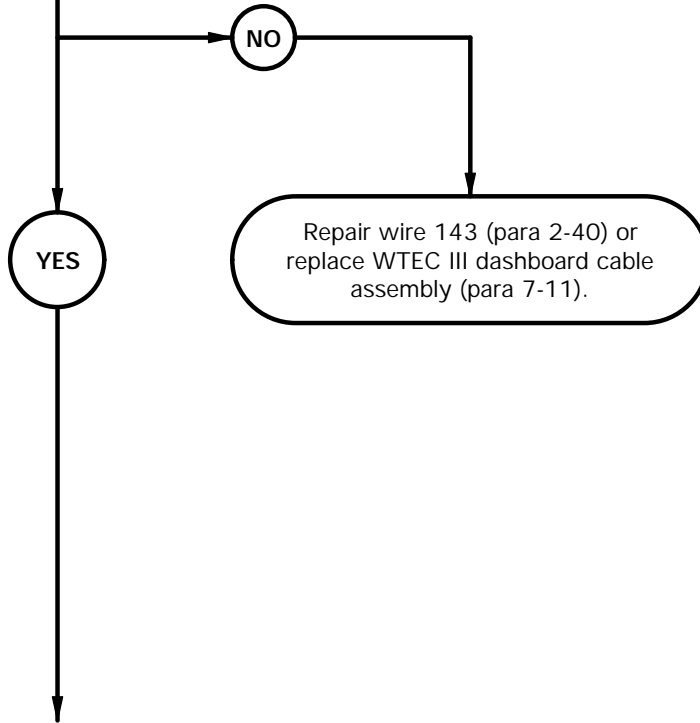 NO
YES
Repair wire 143 (para 2-40) or
replace WTEC III dashboard cable
assembly (para 7-11).